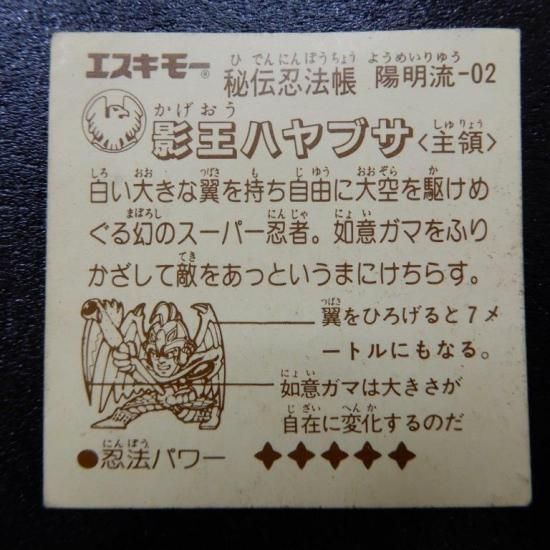 エスキモー® 秘伝忍法帳 陽明流-02
ひでんにんぽうちょう ようめいりゅう
かげおう
影王ハヤブサ〈主領〉
しゅりょう
しろ おお つばさ も じゆう おおぞら か
白い大きな翼を持ち自由に大空を駆けめ
まぼろし にんじゃ にょい
ぐる幻のスーパー忍者。如意ガマをふり
てき
かざして敵をあっというまにけちらす。
つばさ
翼をひろげると7メ
ートルにもなる。
にょい
如意ガマは大きさが
じざい へんか
自在に変化するのだ
にんぽう
●忍法パワー ✦✦✦✦✦